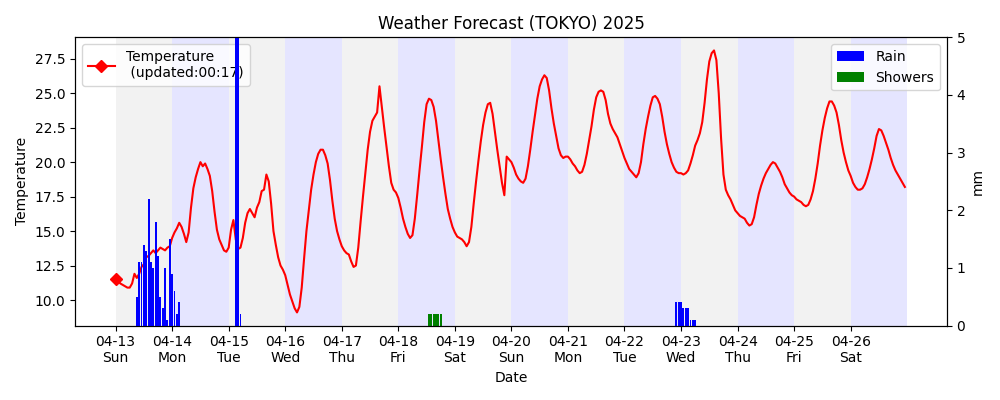 Weather Forecast (TOKYO) 2025
Temperature
(updated:00:17)
Rain
Showers
27.5
25.0
22.5
20.0
17.5
15.0
12.5
10.0
Temperature
5
4
3
2
1
0
mm
04-13 04-14 04-15 04-16 04-17 04-18 04-19 04-20 04-21 04-22 04-23 04-24 04-25 04-26
Sun Mon Tue Wed Thu Fri Sat Sun Mon Tue Wed Thu Fri Sat
Date